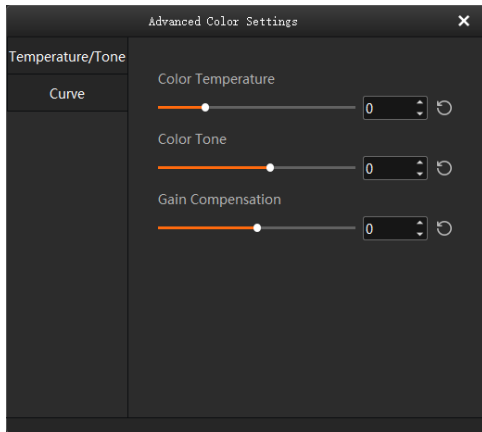 Advanced Color Settings
Temperature/Tone
Curve
Color Temperature
0
Color Tone
0
Gain Compensation
0